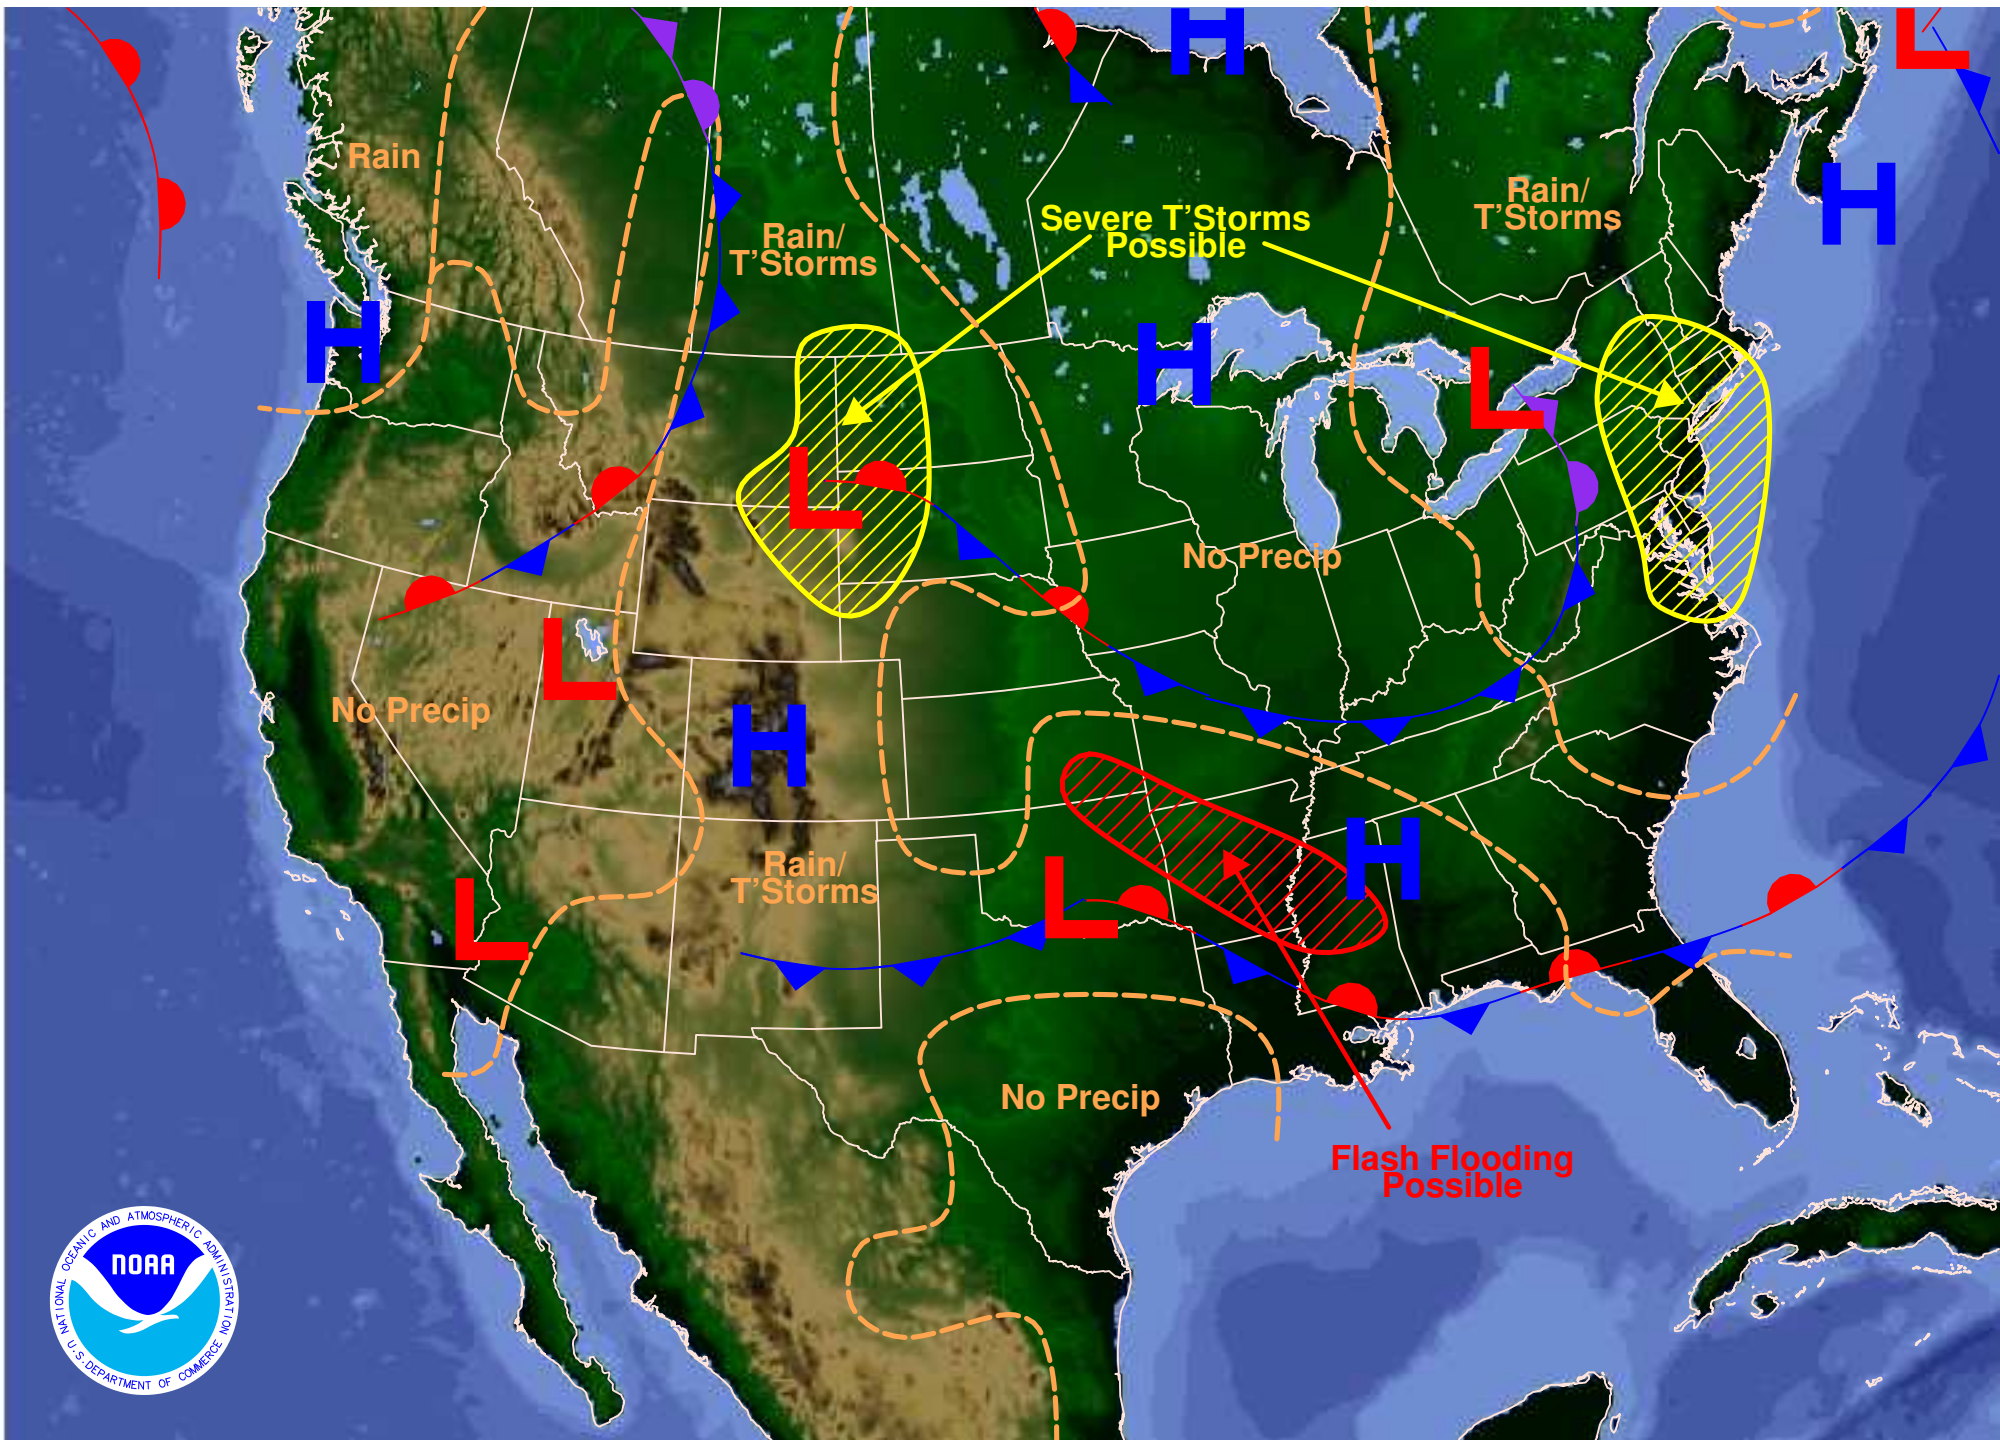 H
L
Rain
Rain/
T'Storms
Severe T'Storms
Possible
Rain/
T'Storms
H
H
H
L
L
No Precip
L
No Precip
H
Rain/
T'Storms
L
H
L
No Precip
Flash Flooding
Possible
NOAA
NATIONAL OCEANIC AND ATMOSPHERIC ADMINISTRATION
U.S. DEPARTMENT OF COMMERCE